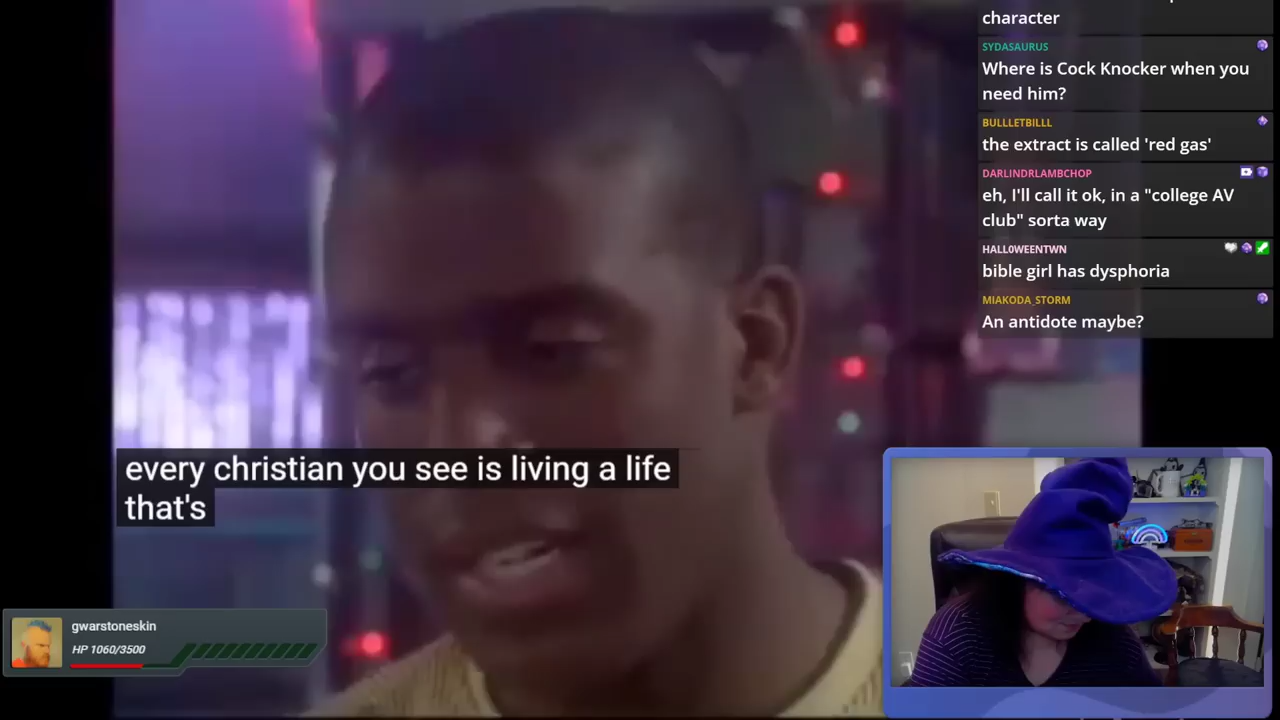 character
SYDASAURUS
Where is Cock Knocker when you
need him?
BULLLETBILLL
the extract is called 'red gas'
DARLINDRLAMBCHOP
eh, I'll call it ok, in a "college AV
club" sorta way
HALL0WEENTWN
bible girl has dysphoria
MIAKODA_STORM
An antidote maybe?
every christian you see is living a life
that's
gwarstoneskin
HP 1060/3500